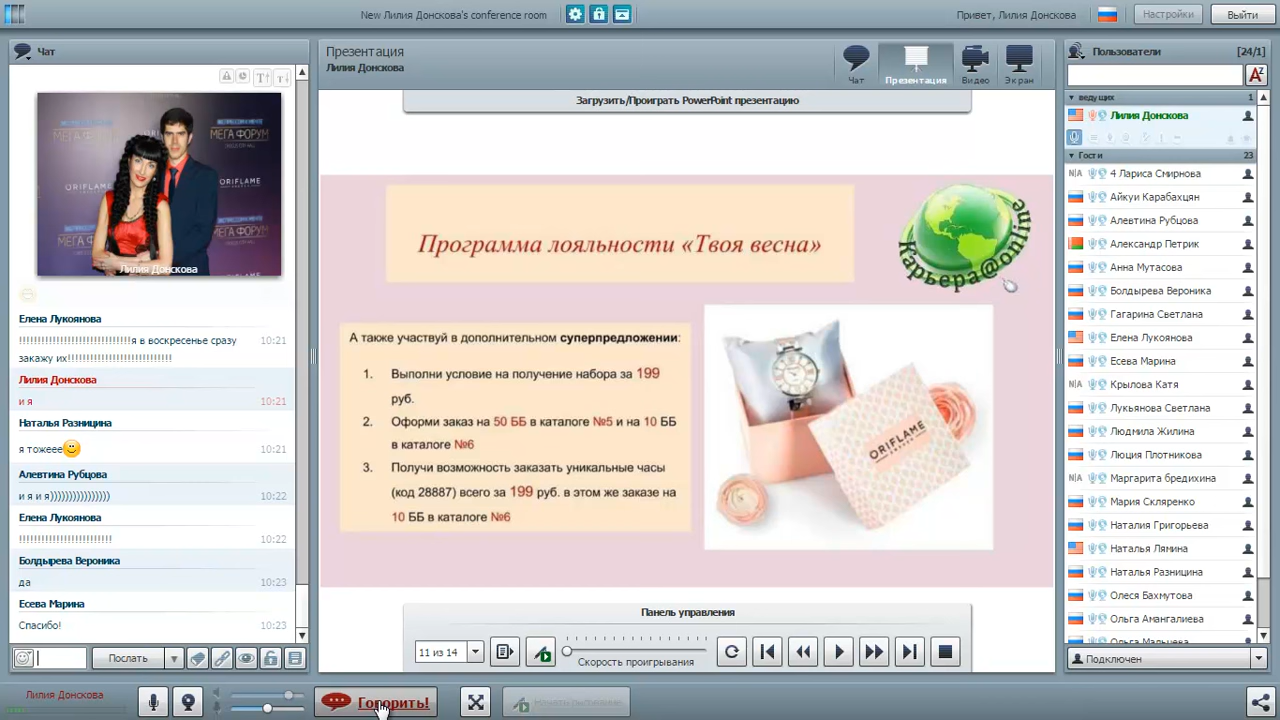 New Лилия Донскова's conference room
Привет, Лилия Донскова
Настройки
Выйти
Чат
Лилия Донскова
Елена Лукоянова
!!!!!!!!!!!!!!!!!!!!!!!!!!!!!!я в воскресенье сразу 10:21
закажу их!!!!!!!!!!!!!!!!!!!!!!!!!!!!
Лилия Донскова
и я 10:21
Наталья Разницина
я тожеее 10:21
Алевтина Рубцова
и я и я)))))))))))))))) 10:22
Елена Лукоянова
!!!!!!!!!!!!!!!!!!!!!!!!! 10:22
Болдырева Вероника
да 10:23
Есева Марина
Спасибо! 10:23
Послать
Презентация
Лилия Донскова
Чат
Презентация
Видео
Экран
Загрузить/Проиграть PowerPoint презентацию
Программа лояльности «Твоя весна»
Карьера@online
А также участвуй в дополнительном суперпредложении:
1. Выполни условие на получение набора за 199
руб.
2. Оформи заказ на 50 ББ в каталоге №5 и на 10 ББ
в каталоге №6
3. Получи возможность заказать уникальные часы
(код 28887) всего за 199 руб. в этом же заказе на
10 ББ в каталоге №6
ORIFLAME
Панель управления
11 из 14
Скорость проигрывания
Пользователи [24/1]
ведущих 1
Лилия Донскова
Гости 23
N/A 4 Лариса Смирнова
Айкуи Карабахцян
Алевтина Рубцова
Александр Петрик
Анна Мутасова
Болдырева Вероника
Гагарина Светлана
Елена Лукоянова
Есева Марина
N/A Крылова Катя
Лукьянова Светлана
Людмила Жилина
Люция Плотникова
N/A Маргарита бредихина
Мария Скляренко
Наталия Григорьева
Наталья Лянина
Наталья Разницина
Олеся Вахмутова
Ольга Амангалиева
Ольга Мальцева
Подключен
Лилия Донскова
Говорить!